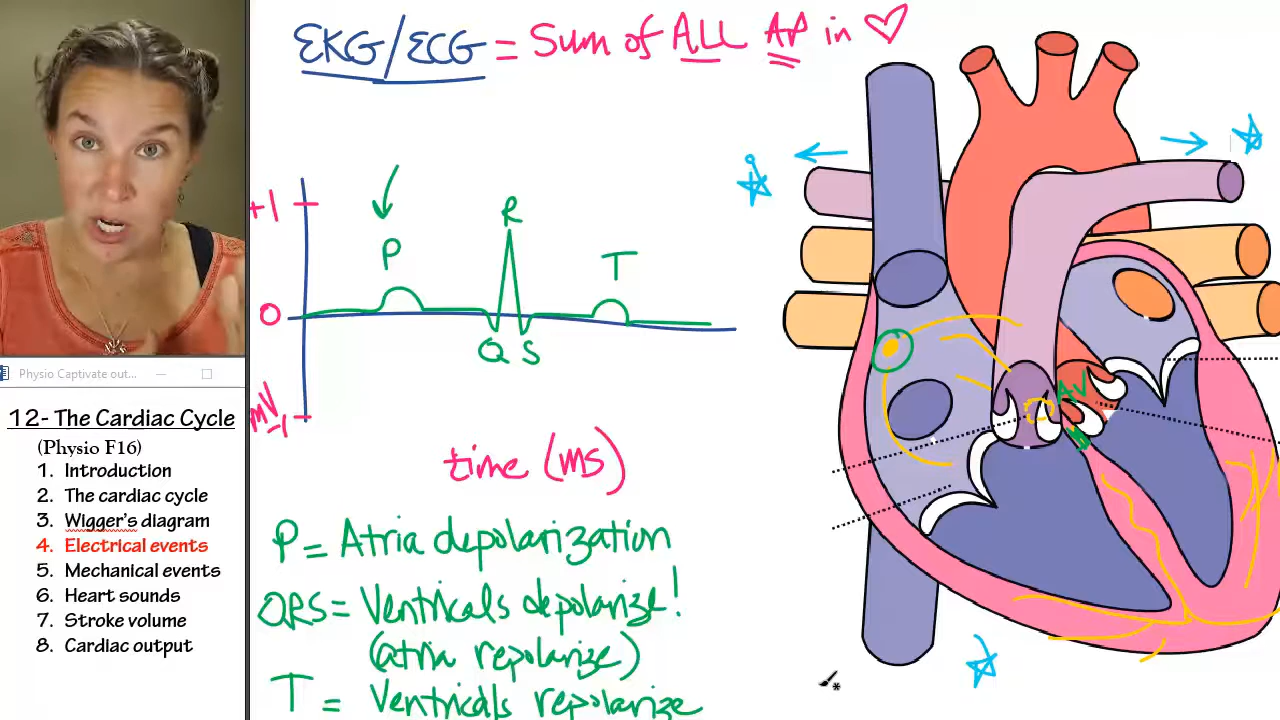 EKG/ECG = Sum of ALL AP in
+1
P
R
T
0
Q S
mV
-1
time (ms)
P = Atria depolarization
QRS = Ventricals depolarize!
(atria repolarize)
T = Ventricals repolarize
AV
Physio Captivate out...
12- The Cardiac Cycle
(Physio F16)
1. Introduction
2. The cardiac cycle
3. Wigger's diagram
4. Electrical events
5. Mechanical events
6. Heart sounds
7. Stroke volume
8. Cardiac output